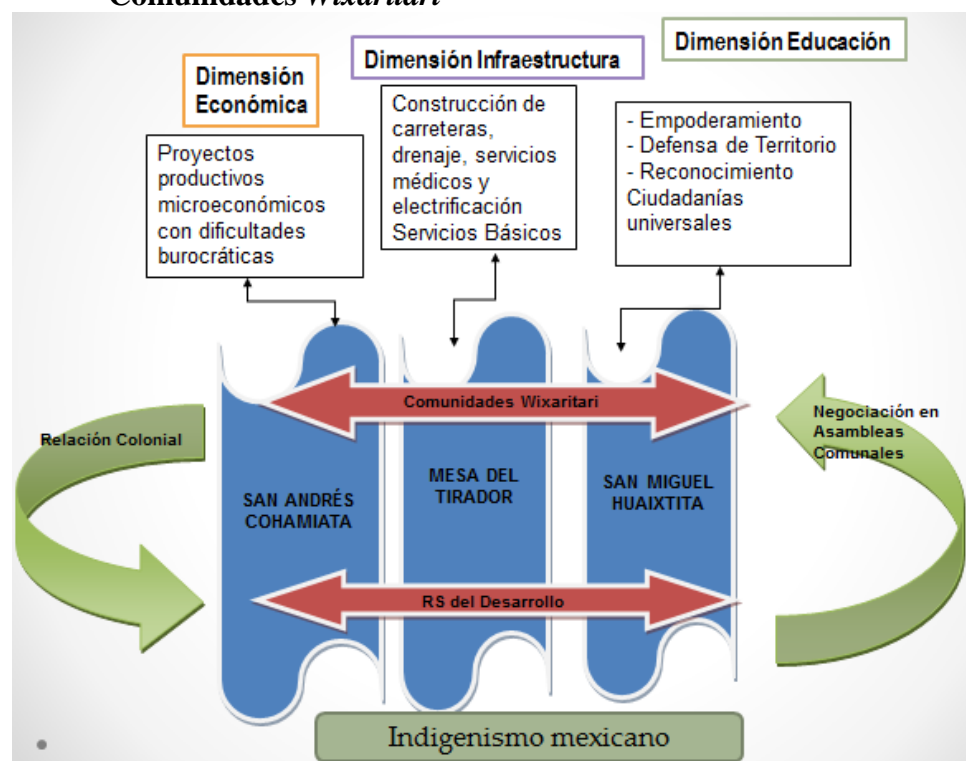 Comunidades Wixaritari
Dimensión
Económica
Dimensión Infraestructura
Dimensión Educación
Proyectos
productivos
microeconómicos
con dificultades
burocráticas
Construcción de
carreteras,
drenaje, servicios
médicos y
electrificación
Servicios Básicos
- Empoderamiento
- Defensa de Territorio
- Reconocimiento
Ciudadanías
universales
Comunidades Wixaritari
Relación Colonial
Negociación en
Asambleas
Comunales
SAN ANDRÉS
COHAMIATA
MESA DEL
TIRADOR
SAN MIGUEL
HUAIXTITA
RS del Desarrollo
Indigenismo mexicano